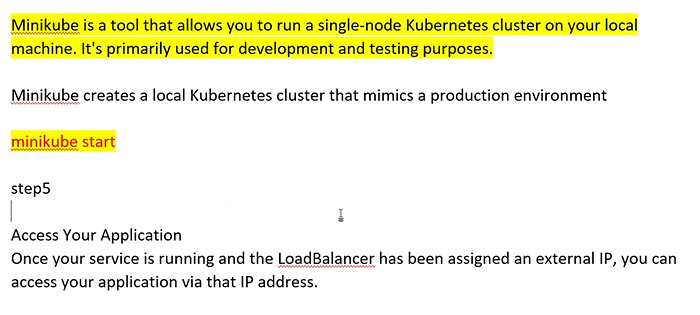 Minikube is a tool that allows you to run a single-node Kubernetes cluster on your local
machine. It's primarily used for development and testing purposes.
Minikube creates a local Kubernetes cluster that mimics a production environment
minikube start
step5
Access Your Application
Once your service is running and the LoadBalancer has been assigned an external IP, you can
access your application via that IP address.